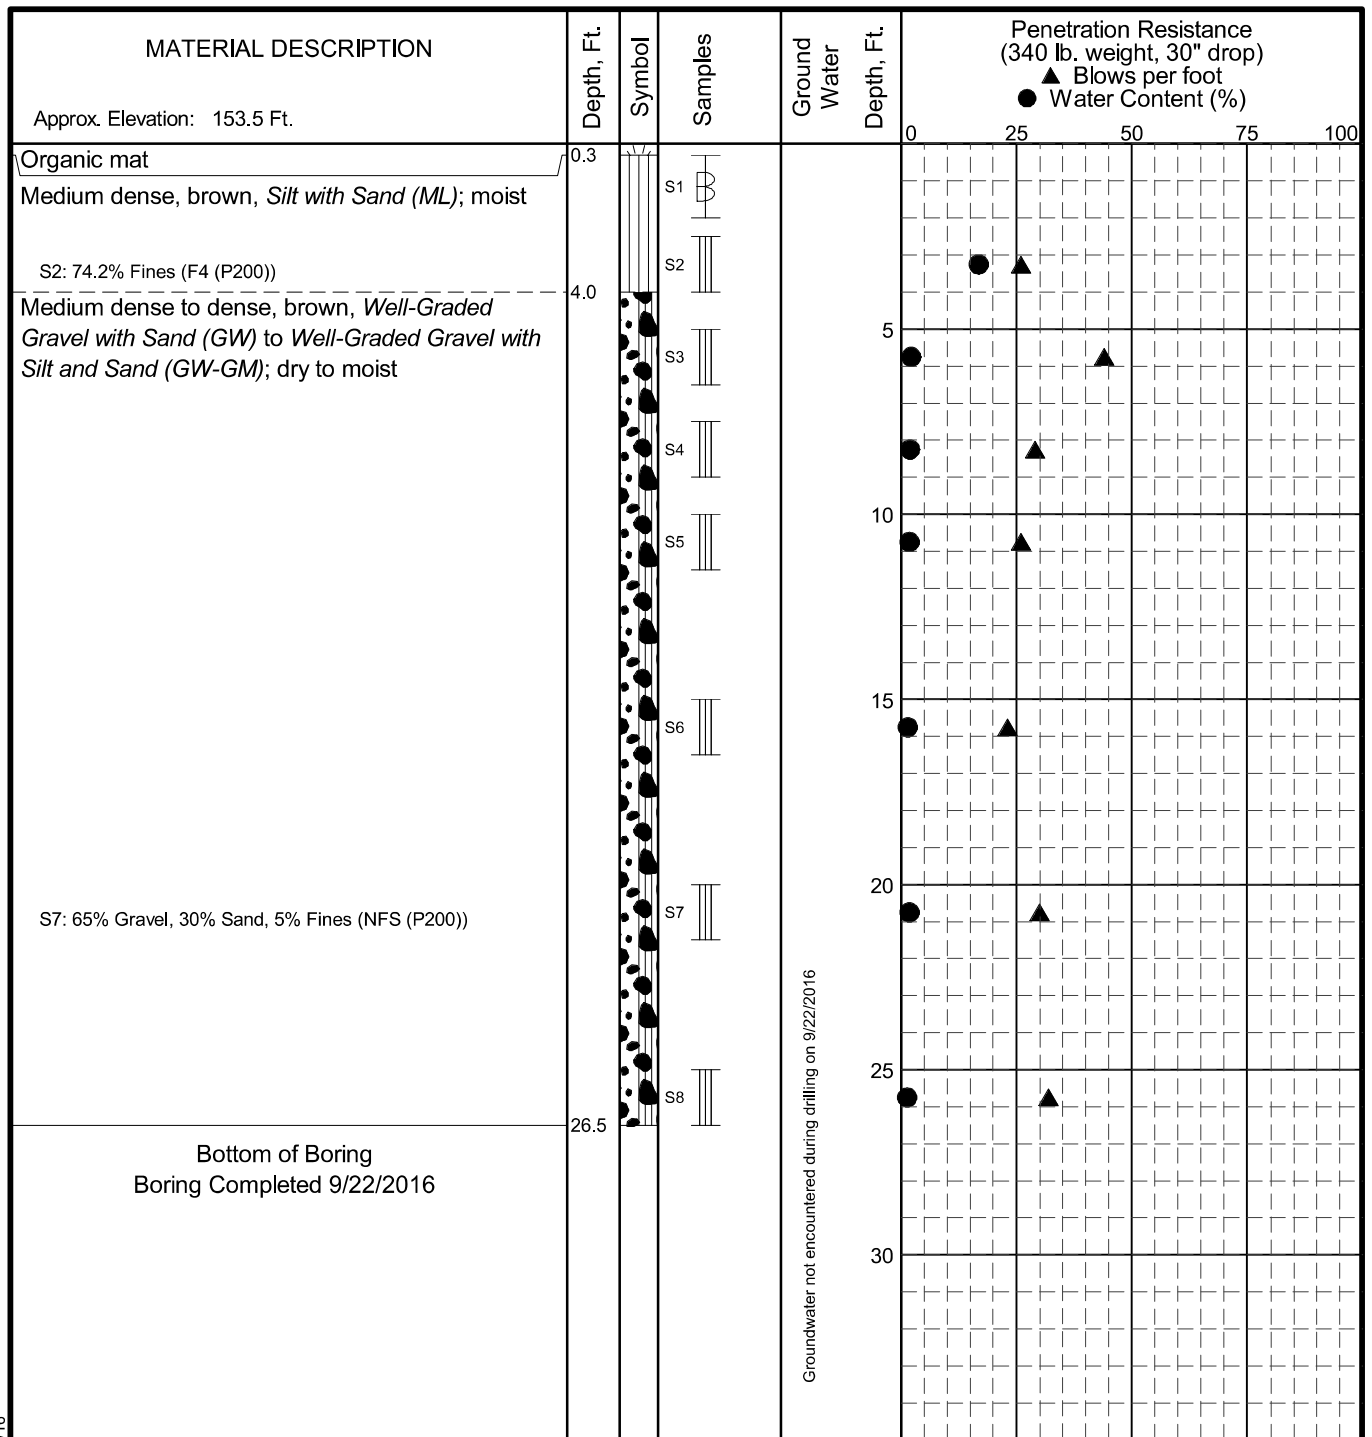 MATERIAL DESCRIPTION
Approx. Elevation: 153.5 Ft.
Depth, Ft.
Symbol
Samples
Ground
Water
Depth, Ft.
Penetration Resistance
(340 lb. weight, 30" drop)
▲ Blows per foot
● Water Content (%)
0 25 50 75 100
Organic mat
0.3
Medium dense, brown, Silt with Sand (ML); moist
S1
B
S2
S2: 74.2% Fines (F4 (P200))
4.0
Medium dense to dense, brown, Well-Graded
Gravel with Sand (GW) to Well-Graded Gravel with
Silt and Sand (GW-GM); dry to moist
5
S3
S4
10
S5
15
S6
20
S7
S7: 65% Gravel, 30% Sand, 5% Fines (NFS (P200))
25
S8
26.5
Bottom of Boring
Boring Completed 9/22/2016
Groundwater not encountered during drilling on 9/22/2016
30